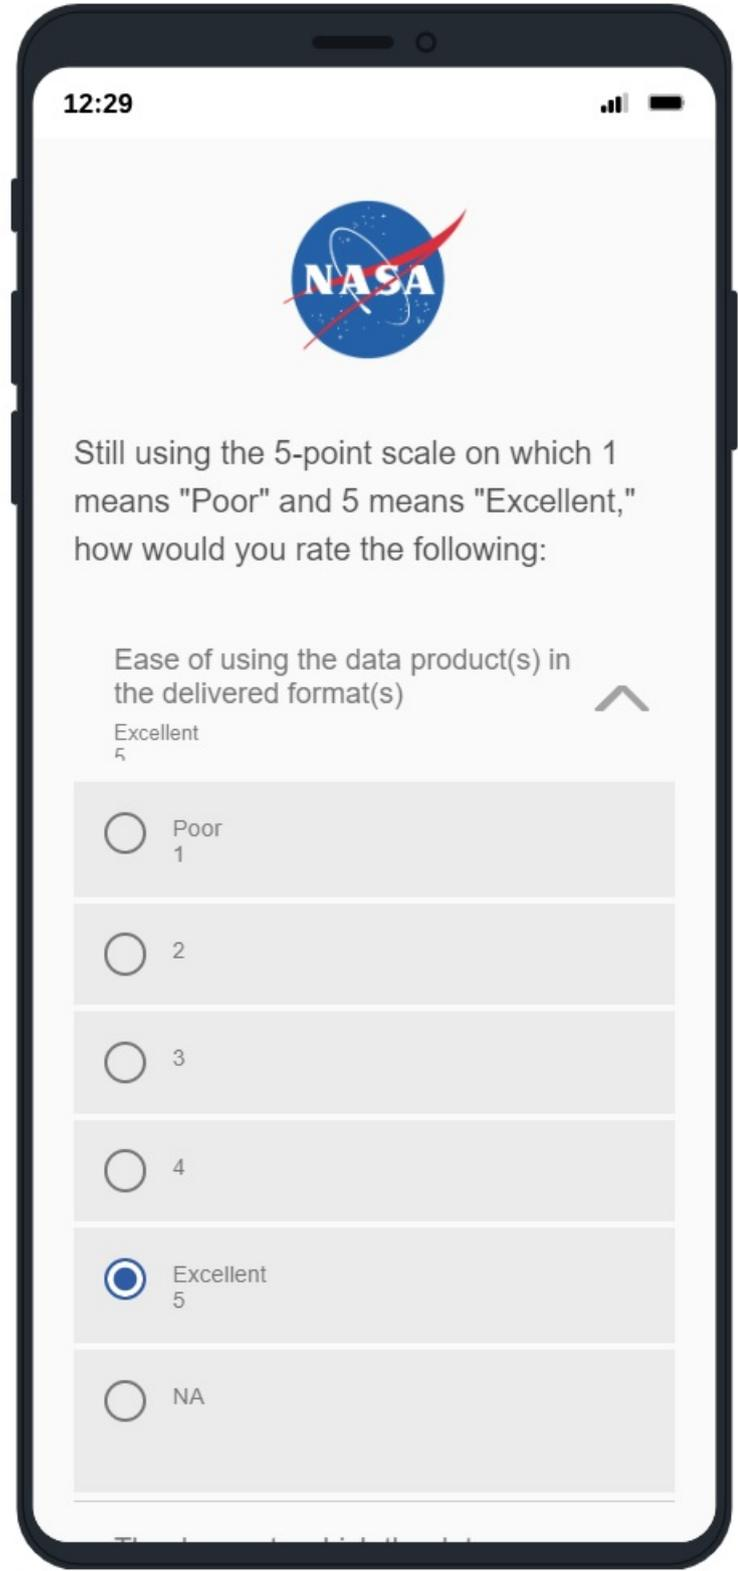 12:29
NASA
Still using the 5-point scale on which 1
means "Poor" and 5 means "Excellent,"
how would you rate the following:
Ease of using the data product(s) in
the delivered format(s)
Excellent
5
Poor
1
2
3
4
Excellent
5
NA